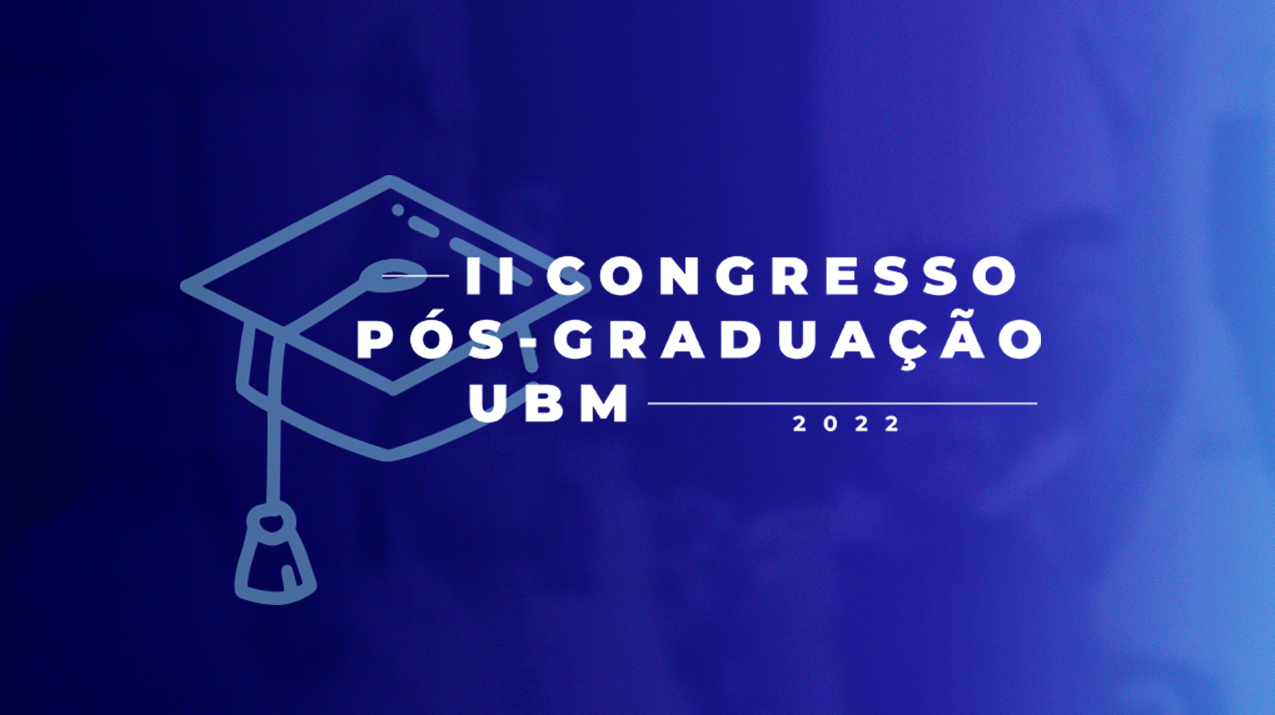 II CONGRESSO
PÓS-GRADUAÇÃO
UBM
2022